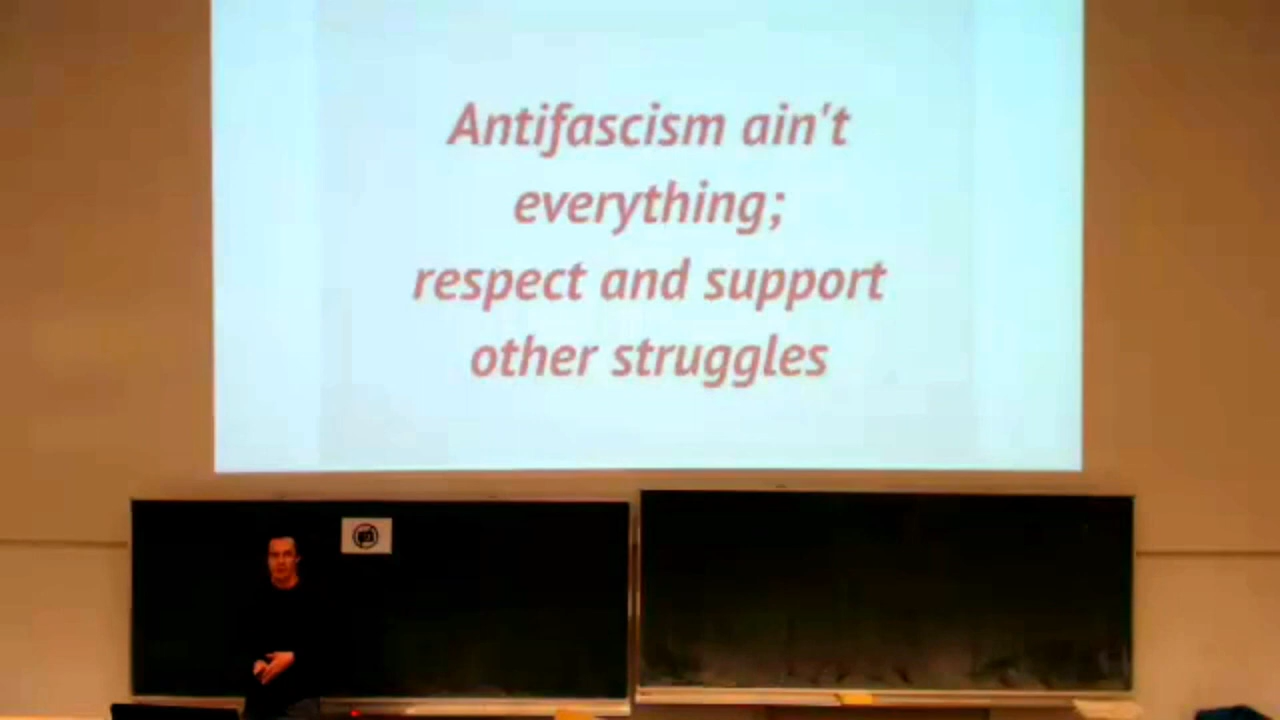 Antifascism ain't
everything;
respect and support
other struggles